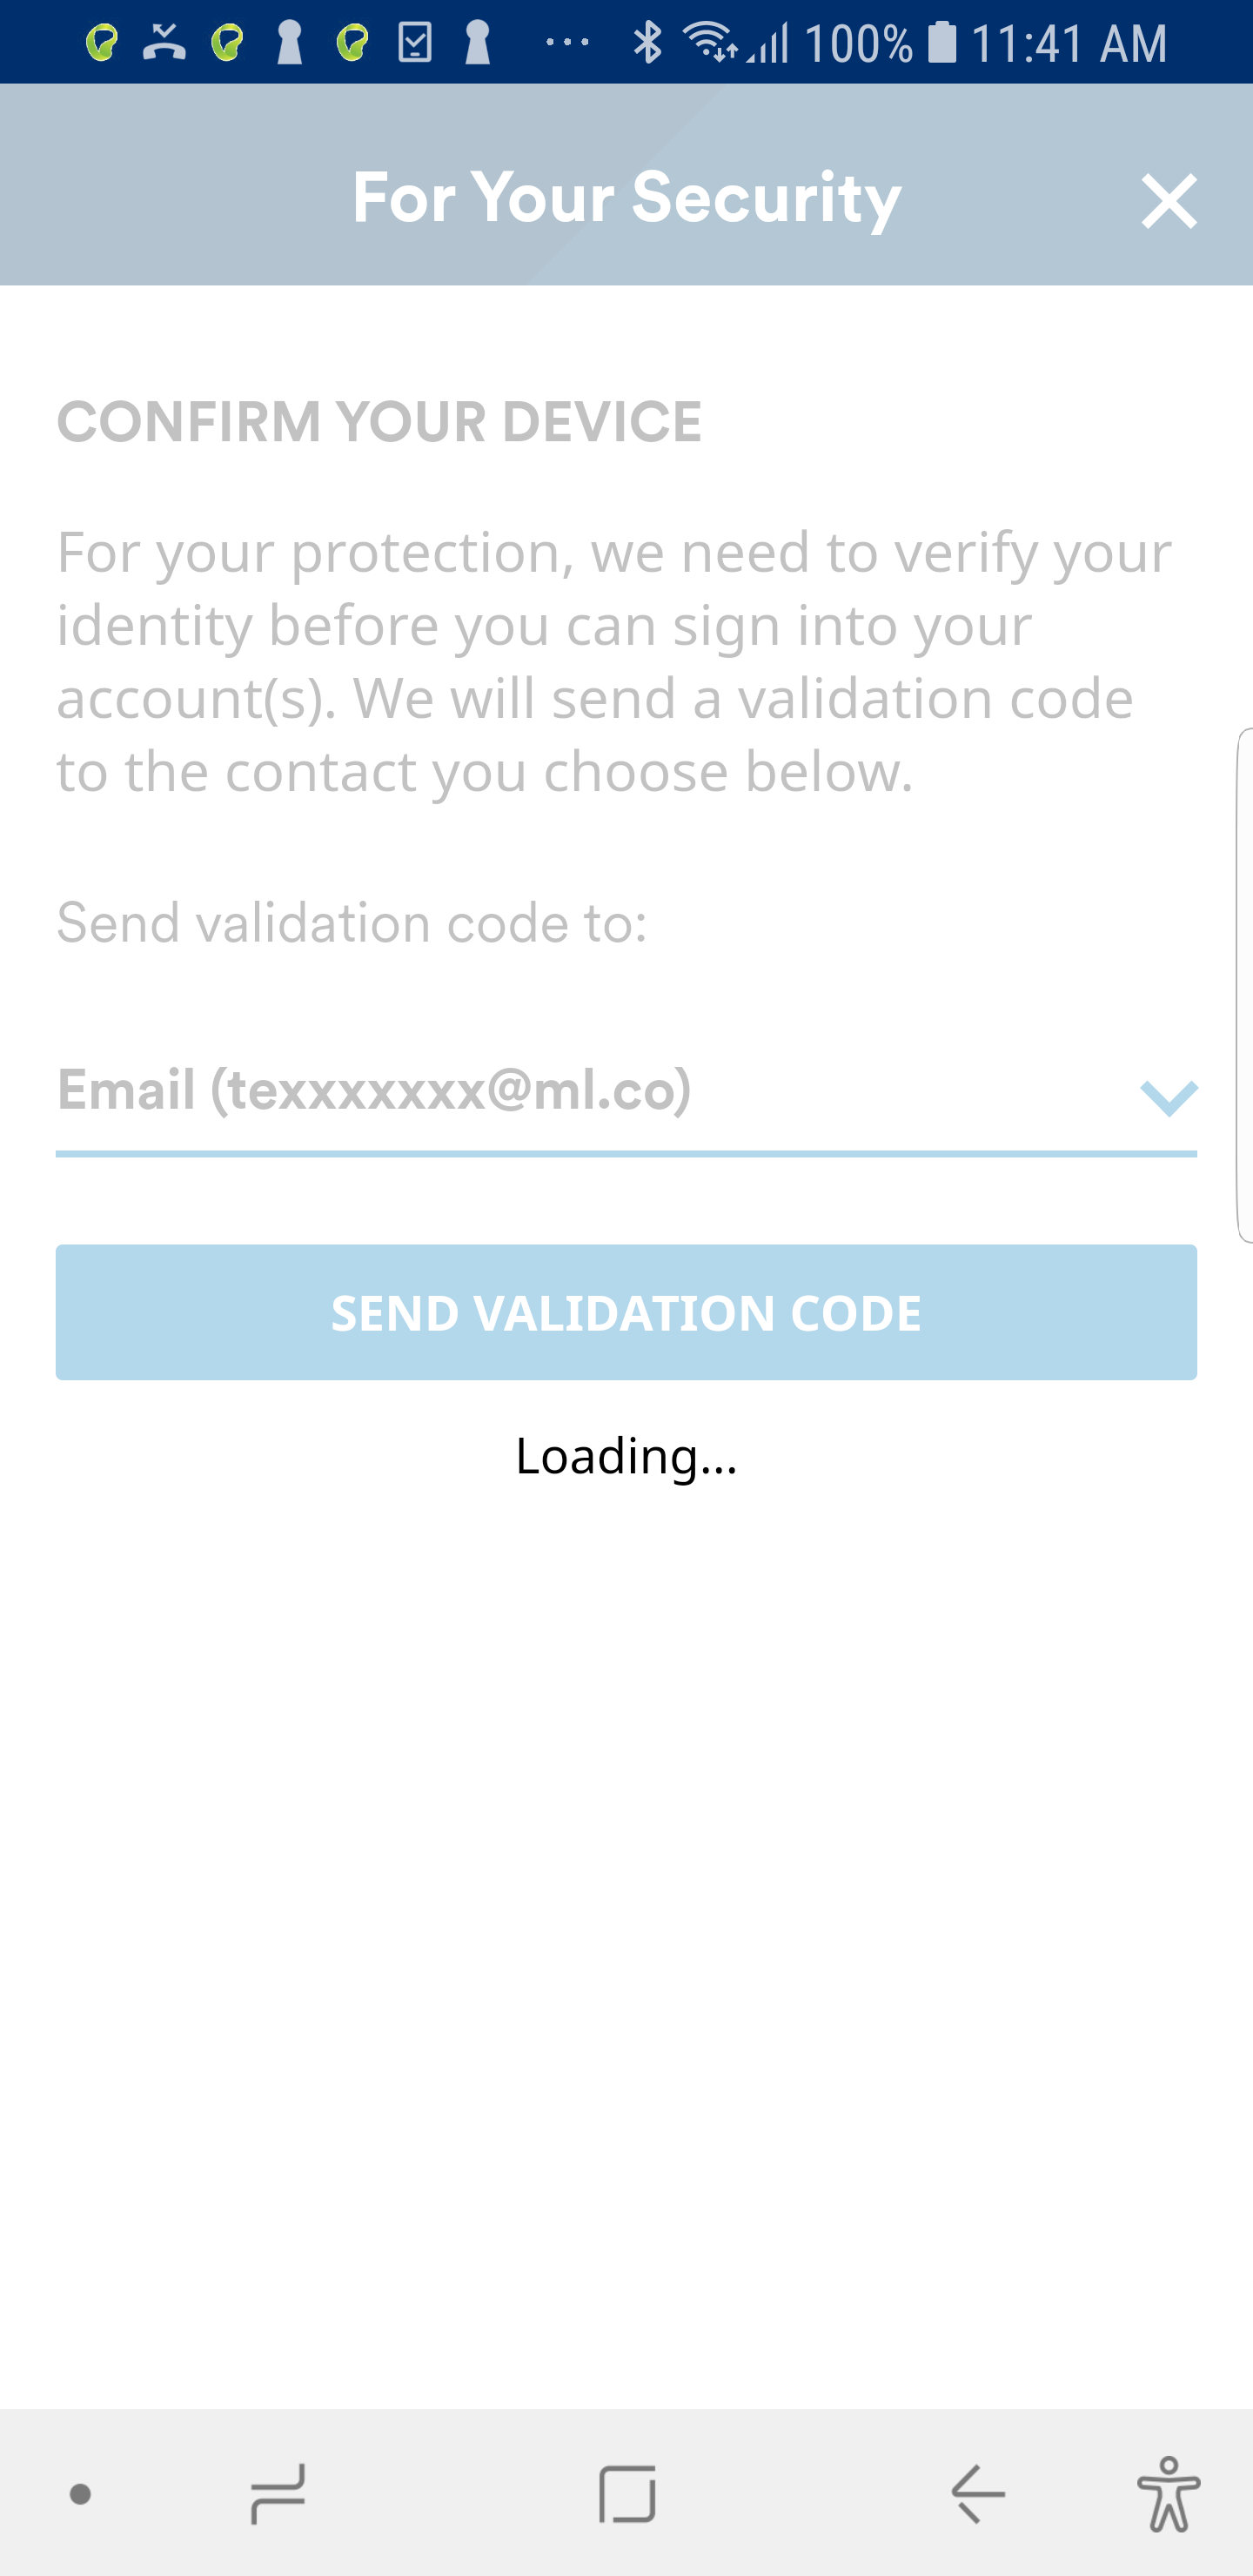 100% 11:41 AM
For Your Security
CONFIRM YOUR DEVICE
For your protection, we need to verify your
identity before you can sign into your
account(s). We will send a validation code
to the contact you choose below.
Send validation code to:
Email (texxxxxxx@ml.co)
SEND VALIDATION CODE
Loading...